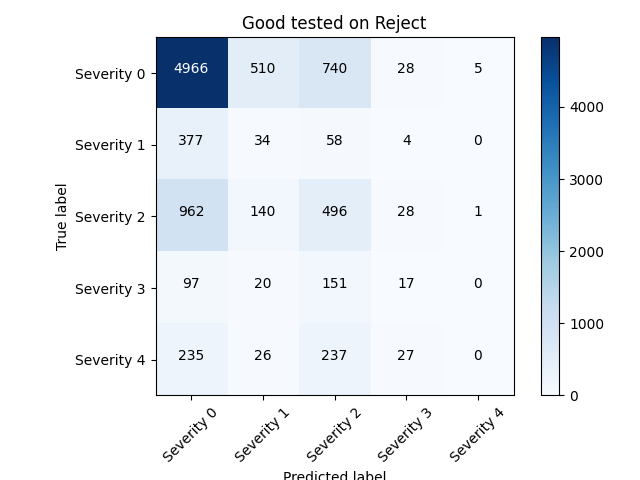 Good tested on Reject
Severity 0 4966 510 740 28 5
Severity 1 377 34 58 4 0
Severity 2 962 140 496 28 1
Severity 3 97 20 151 17 0
Severity 4 235 26 237 27 0
True label
Severity 0 Severity 1 Severity 2 Severity 3 Severity 4
Predicted label
4000
3000
2000
1000
0